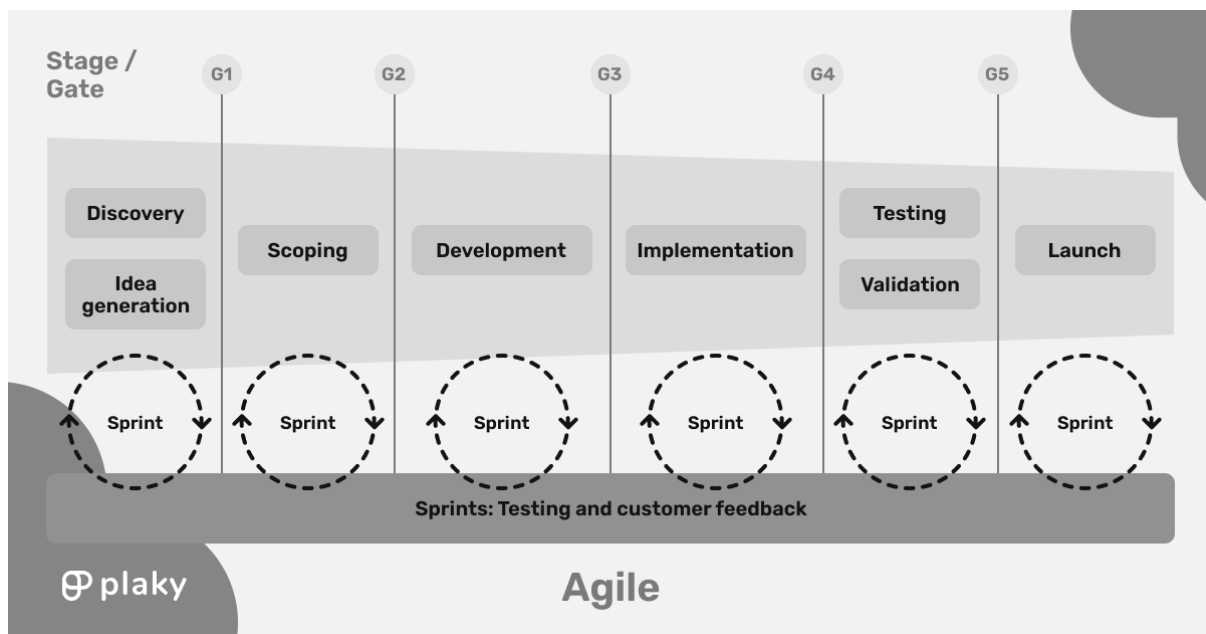 Stage /
Gate
G1
G2
G3
G4
G5
Discovery
Idea
generation
Scoping
Development
Implementation
Testing
Validation
Launch
Sprint
Sprint
Sprint
Sprint
Sprint
Sprint
Sprints: Testing and customer feedback
plaky
Agile